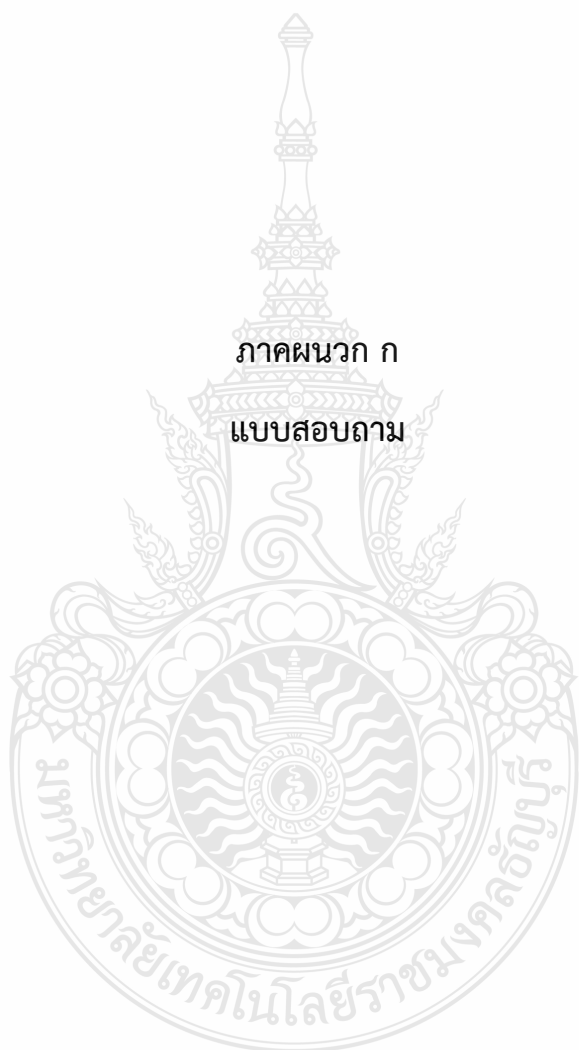 ภาคผนวก ก
แบบสอบถาม
มหาวิทยาลัยเทคโนโลยีราชมงคลธัญบุรี